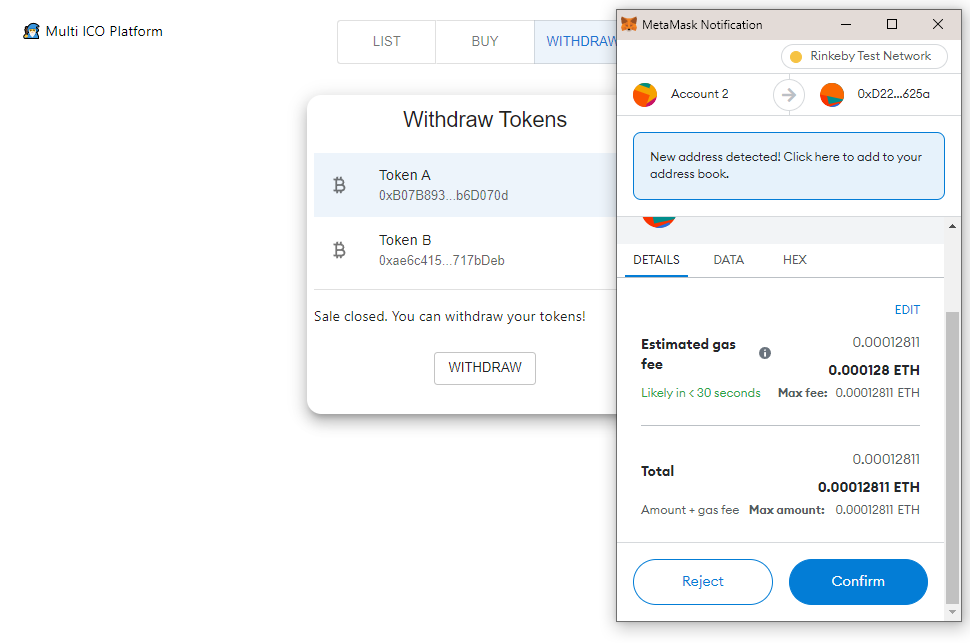 Multi ICO Platform
LIST
BUY
WITHDRAW
Withdraw Tokens
Token A
0xB07B893...b6D070d
Token B
0xae6c415...717bDeb
Sale closed. You can withdraw your tokens!
WITHDRAW
MetaMask Notification
Rinkeby Test Network
Account 2
0xD22...625a
New address detected! Click here to add to your
address book.
DETAILS
DATA
HEX
EDIT
Estimated gas
fee
0.00012811
0.000128 ETH
Likely in < 30 seconds
Max fee: 0.00012811 ETH
Total
0.00012811
0.00012811 ETH
Amount + gas fee
Max amount: 0.00012811 ETH
Reject
Confirm